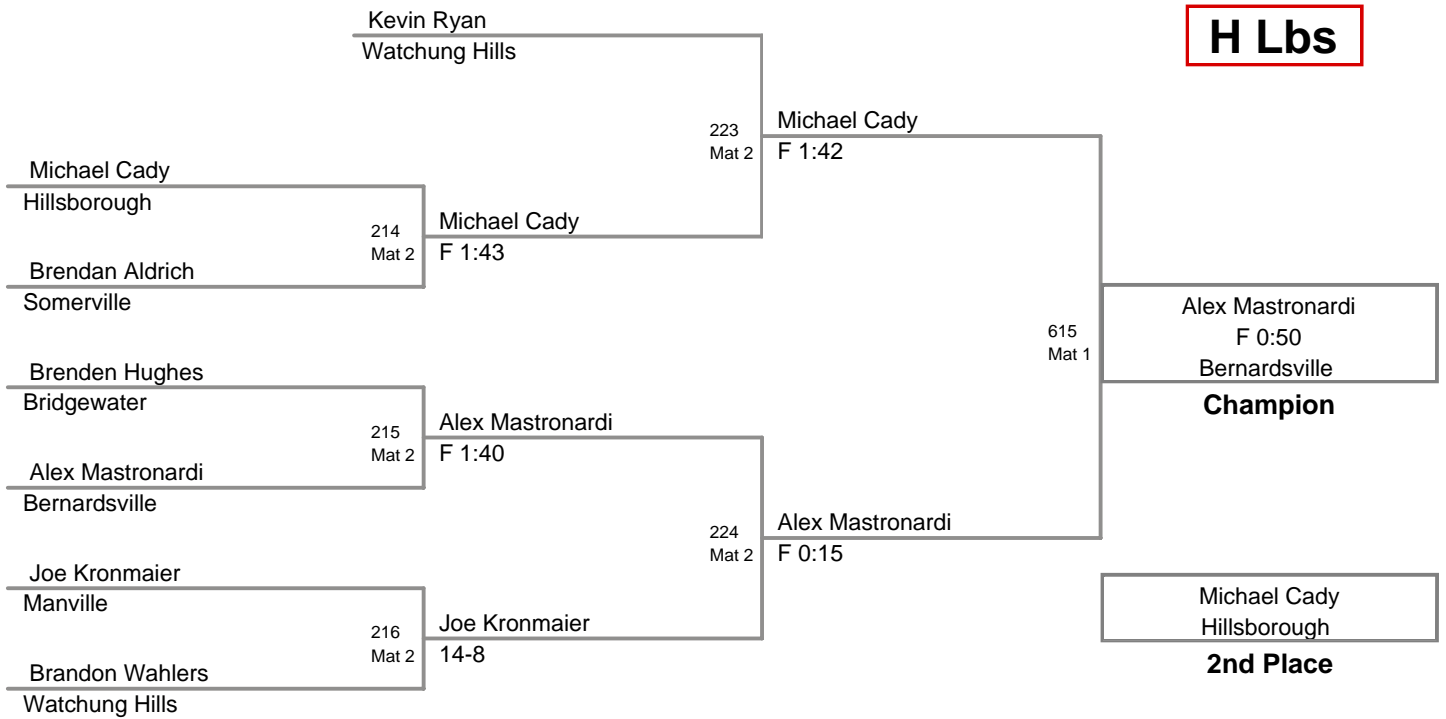 H Lbs
Kevin Ryan
Watchung Hills
223
Mat 2
Michael Cady
F 1:42
Michael Cady
Hillsborough
214
Mat 2
Michael Cady
F 1:43
Brendan Aldrich
Somerville
615
Mat 1
Alex Mastronardi
F 0:50
Bernardsville
Champion
Brenden Hughes
Bridgewater
215
Mat 2
Alex Mastronardi
F 1:40
Alex Mastronardi
Bernardsville
224
Mat 2
Alex Mastronardi
F 0:15
Joe Kronmaier
Manville
216
Mat 2
Joe Kronmaier
14-8
Brandon Wahlers
Watchung Hills
Michael Cady
Hillsborough
2nd Place